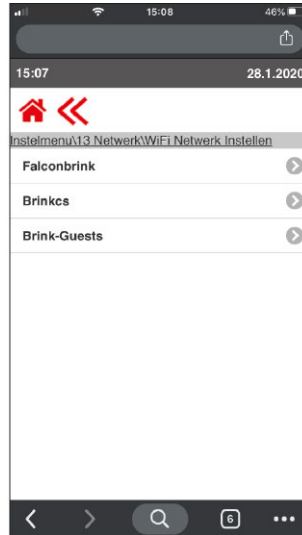 15:08
46%
15:07
28.1.2020
Instelmenu\13 Netwerk\WiFi Netwerk Instellen
Falconbrink
Brinkcs
Brink-Guests
6